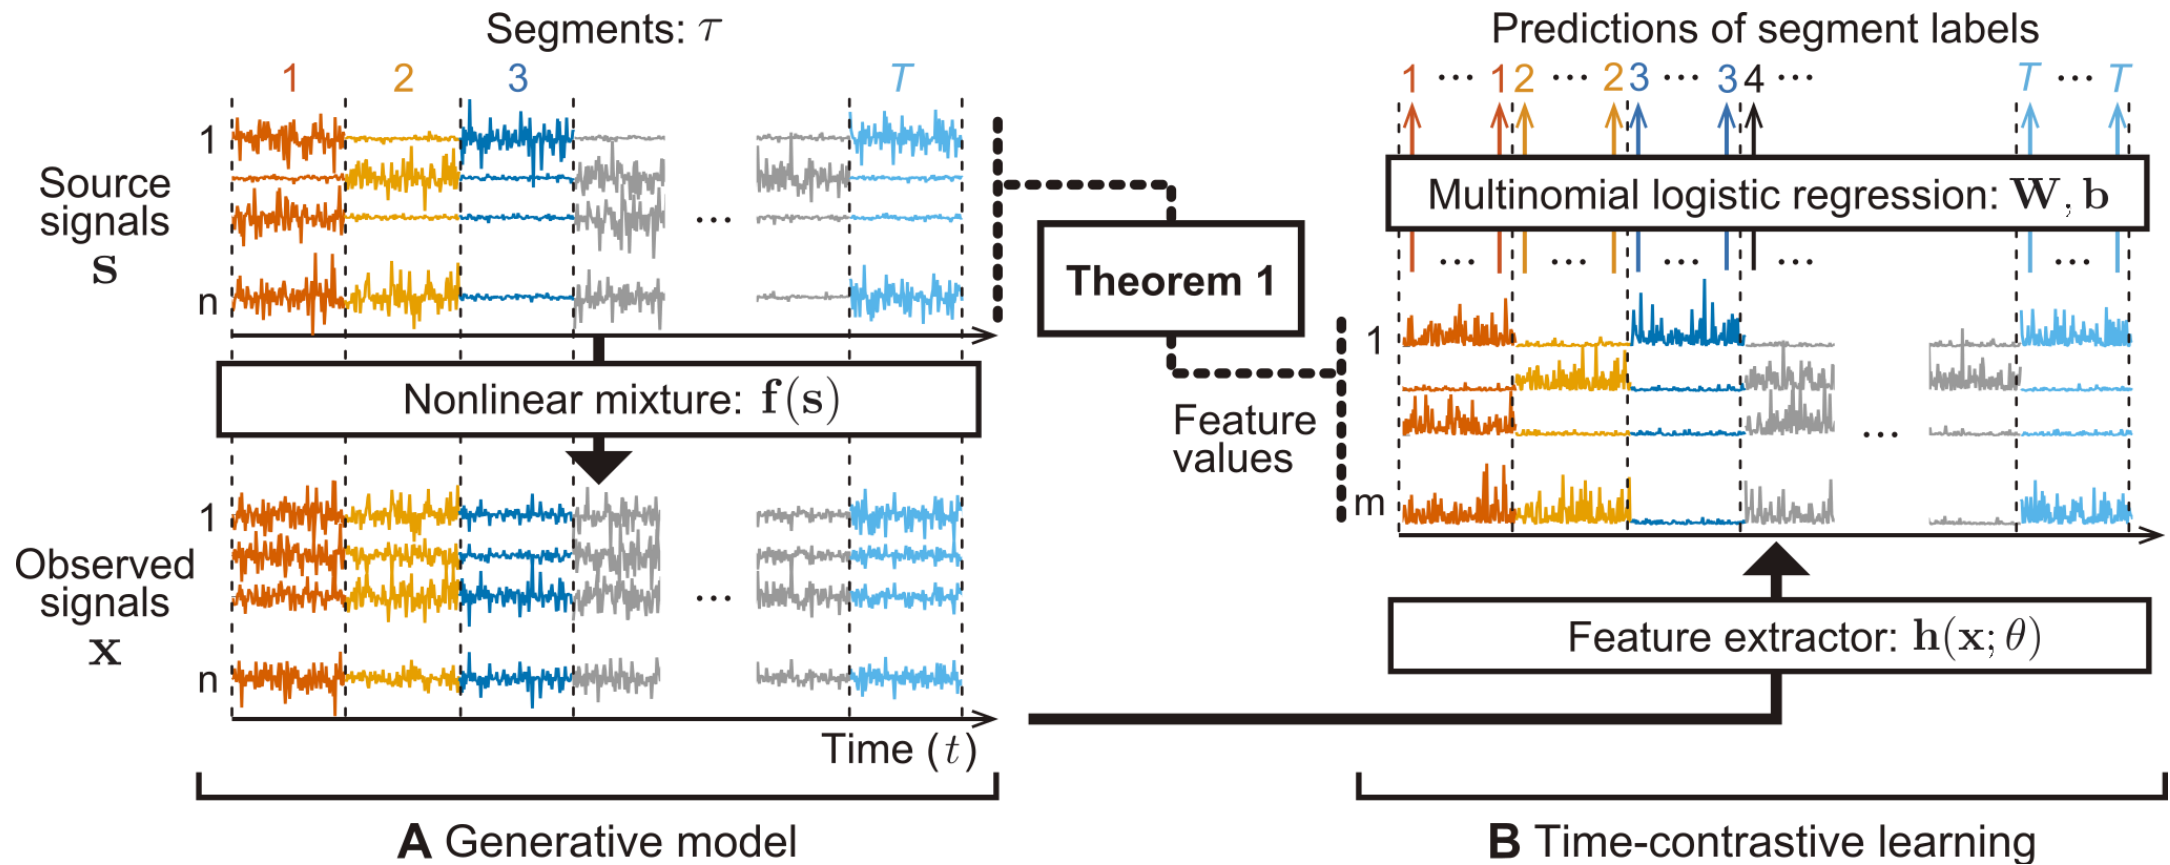 Segments: τ
1 2 3 T
1
Source
signals
s
...
n
Nonlinear mixture: f(s)
1
Observed
signals
x
...
n
Time (t)
A Generative model
Theorem 1
Feature
values
Predictions of segment labels
1 ... 1 2 ... 2 3 ... 3 4 ... T ... T
Multinomial logistic regression: W, b
... ... ... ... ...
1
...
m
Feature extractor: h(x; θ)
B Time-contrastive learning